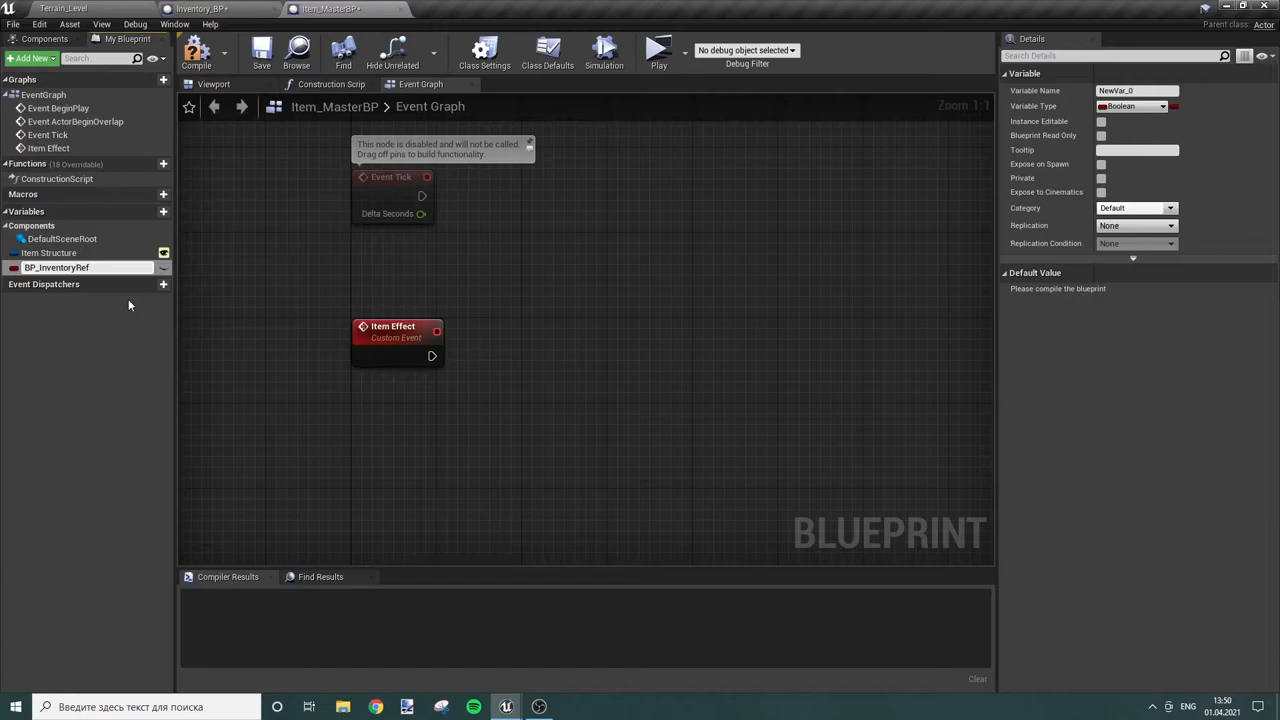 Terrain_Level
Inventory_BP*
Item_MasterBP*
File Edit Asset View Debug Window Help
Parent class: Actor
Components
My Blueprint
+Add New
Search
Compile
Save
Browse
Find
Hide Unrelated
Class Settings
Class Defaults
Simulation
Play
No debug object selected
Debug Filter
Graphs
EventGraph
Event BeginPlay
Event ActorBeginOverlap
Event Tick
Item Effect
Functions (18 Overridable)
ConstructionScript
Macros
Variables
Components
DefaultSceneRoot
Item Structure
BP_InventoryRef
Event Dispatchers
Viewport
Construction Scrip
Event Graph
Item_MasterBP > Event Graph
Zoom 1:1
This node is disabled and will not be called.
Drag off pins to build functionality.
Event Tick
Delta Seconds
Item Effect
Custom Event
BLUEPRINT
Compiler Results
Find Results
Clear
Details
Search Details
Variable
Variable Name NewVar_0
Variable Type Boolean
Instance Editable
Blueprint Read Only
Tooltip
Expose on Spawn
Private
Expose to Cinematics
Category Default
Replication None
Replication Condition None
Default Value
Please compile the blueprint
Введите здесь текст для поиска
ENG
13:50
01.04.2021